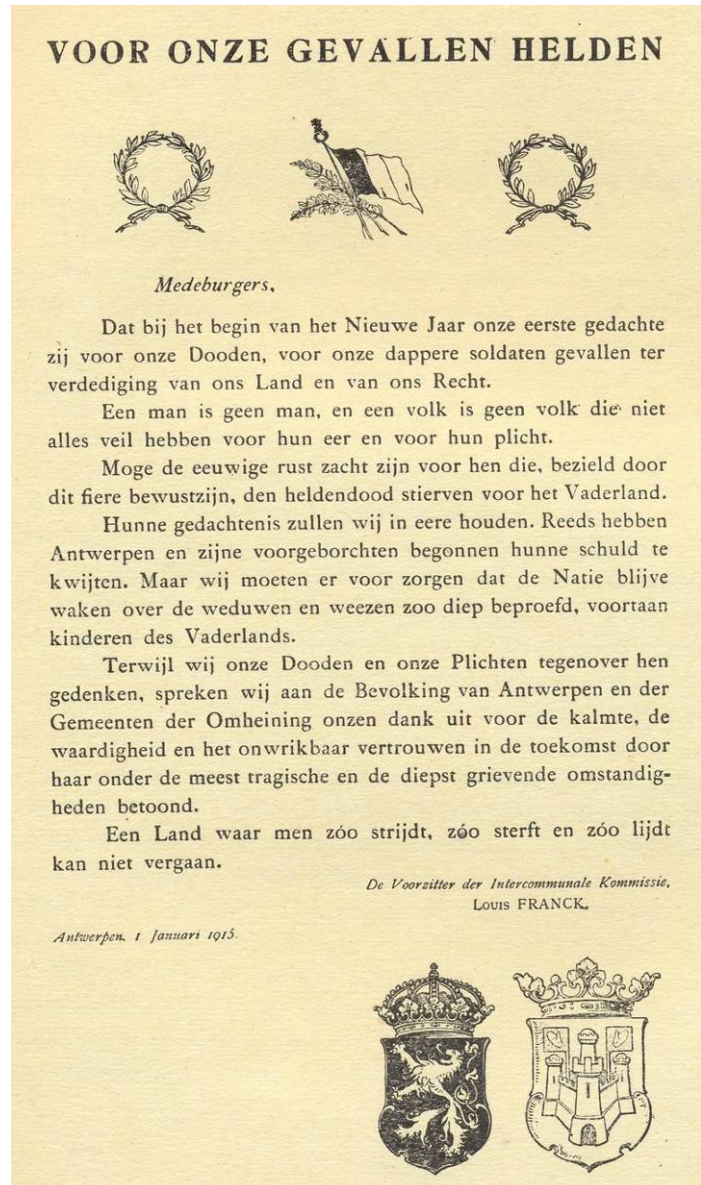 VOOR ONZE GEVALLEN HELDEN
Medeburgers,
Dat bij het begin van het Nieuwe Jaar onze eerste gedachte
zij voor onze Dooden, voor onze dappere soldaten gevallen ter
verdediging van ons Land en van ons Recht.
Een man is geen man, en een volk is geen volk die niet
alles veil hebben voor hun eer en voor hun plicht.
Moge de eeuwige rust zacht zijn voor hen die, bezield door
dit fiere bewustzijn, den heldendood stierven voor het Vaderland.
Hunne gedachtenis zullen wij in eere houden. Reeds hebben
Antwerpen en zijne voorgeborchten begonnen hunne schuld te
kwijten. Maar wij moeten er voor zorgen dat de Natie blijve
waken over de weduwen en weezen zoo diep beproefd, voortaan
kinderen des Vaderlands.
Terwijl wij onze Dooden en onze Plichten tegenover hen
gedenken, spreken wij aan de Bevolking van Antwerpen en der
Gemeenten der Omheining onzen dank uit voor de kalmte, de
waardigheid en het onwrikbaar vertrouwen in de toekomst door
haar onder de meest tragische en de diepst grievende omstandig-
heden betoond.
Een Land waar men zóo strijdt, zóo sterft en zóo lijdt
kan niet vergaan.
De Voorzitter der Intercommunale Kommissie,
Louis FRANCK.
Antwerpen, 1 Januari 1915.